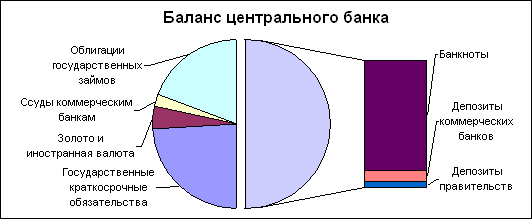 Баланс центрального банка
Облигации
государственных
займов
Ссуды коммерческим
банкам
Золото и
иностранная валюта
Государственные
краткосрочные
обязательства
Банкноты
Депозиты
коммерческих
банков
Депозиты
правительств